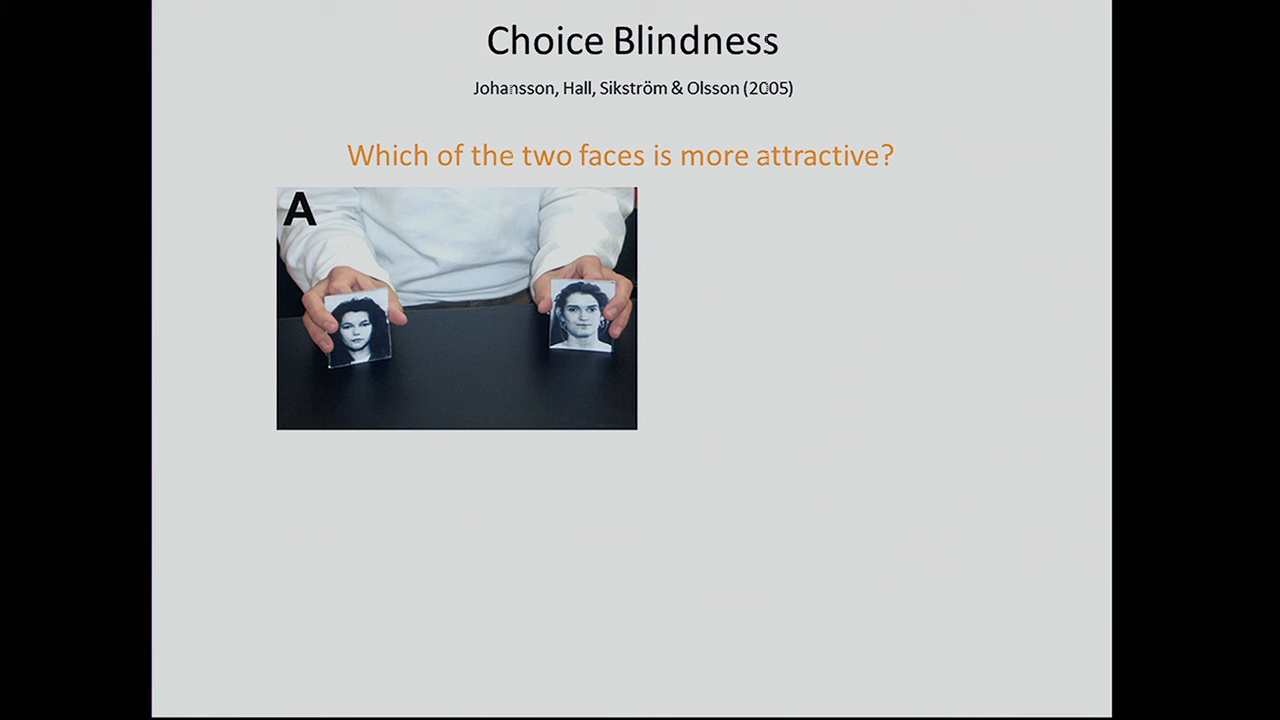 Choice Blindness
Johansson, Hall, Sikström & Olsson (2005)
Which of the two faces is more attractive?
A